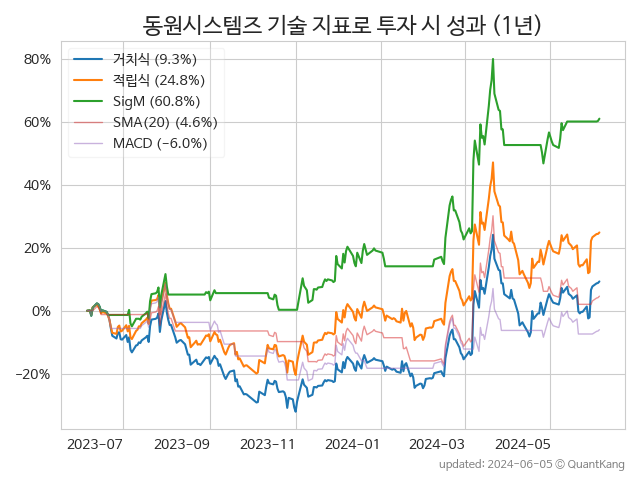 동원시스템즈 기술 지표로 투자 시 성과 (1년)
80%
60%
40%
20%
0%
−20%
거치식 (9.3%)
적립식 (24.8%)
SigM (60.8%)
SMA(20) (4.6%)
MACD (−6.0%)
2023−07
2023−09
2023−11
2024−01
2024−03
2024−05
updated: 2024−06−05 ⓒ QuantKang